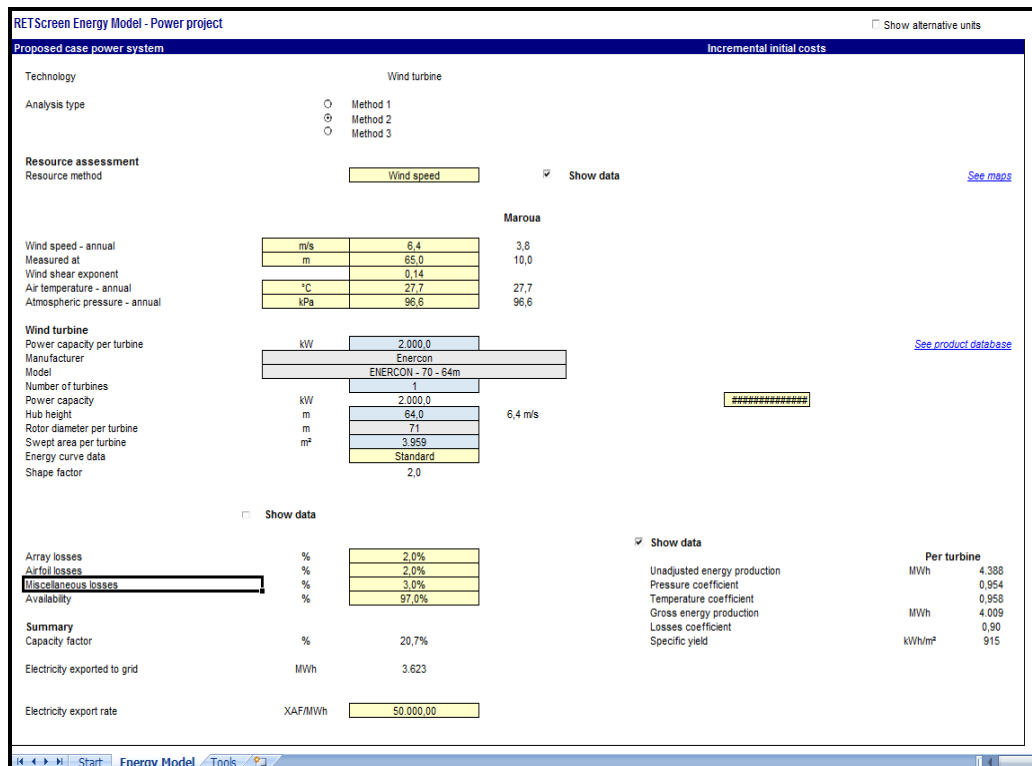 RETScreen Energy Model - Power project
Show alternative units
Proposed case power system Incremental initial costs
Technology Wind turbine
Analysis type Method 1
Method 2
Method 3
Resource assessment
Resource method Wind speed Show data See maps
Maroua
Wind speed - annual m/s 6,4 3,8
Measured at m 65,0 10,0
Wind shear exponent 0,14
Air temperature - annual °C 27,7 27,7
Atmospheric pressure - annual kPa 96,6 96,6
Wind turbine
Power capacity per turbine kW 2.000,0 See product database
Manufacturer Enercon
Model ENERCON - 70 - 64m
Number of turbines 1
Power capacity kW 2.000,0 ##############
Hub height m 64,0 6,4 m/s
Rotor diameter per turbine m 71
Swept area per turbine m² 3.959
Energy curve data Standard
Shape factor 2,0
Show data
Show data
Per turbine
Array losses % 2,0%
Airfoil losses % 2,0% Unadjusted energy production MWh 4.388
Miscellaneous losses % 3,0% Pressure coefficient 0,954
Availability % 97,0% Temperature coefficient 0,958
Gross energy production MWh 4.009
Summary Losses coefficient 0,90
Capacity factor % 20,7% Specific yield kWh/m² 915
Electricity exported to grid MWh 3.623
Electricity export rate XAF/MWh 50.000,00
Start Energy Model Tools